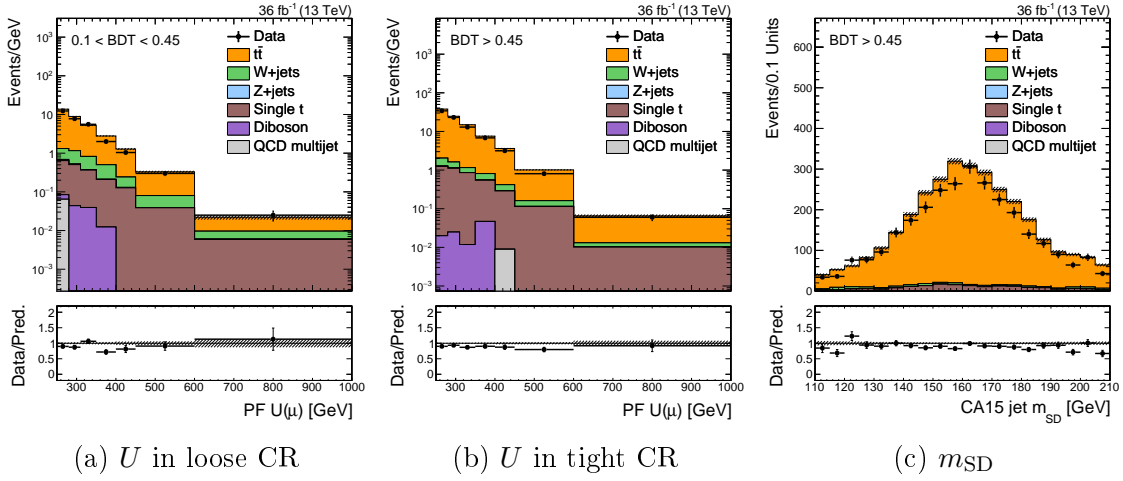 36 fb⁻¹ (13 TeV)
0.1 < BDT < 0.45
Data
tt̄
W+jets
Z+jets
Single t
Diboson
QCD multijet
Events/GeV
10³
10²
10
1
10⁻¹
10⁻²
10⁻³
Data/Pred.
2
1.5
1
0.5
0
300 400 500 600 700 800 900 1000
PF U(μ) [GeV]
(a) U in loose CR
36 fb⁻¹ (13 TeV)
BDT > 0.45
Data
tt̄
W+jets
Z+jets
Single t
Diboson
QCD multijet
Events/GeV
10³
10²
10
1
10⁻¹
10⁻²
10⁻³
Data/Pred.
2
1.5
1
0.5
0
300 400 500 600 700 800 900 1000
PF U(μ) [GeV]
(b) U in tight CR
36 fb⁻¹ (13 TeV)
BDT > 0.45
Data
tt̄
W+jets
Z+jets
Single t
Diboson
QCD multijet
Events/0.1 Units
600
500
400
300
200
100
0
Data/Pred.
2
1.5
1
0.5
0
110 120 130 140 150 160 170 180 190 200 210
CA15 jet m_SD [GeV]
(c) m_SD